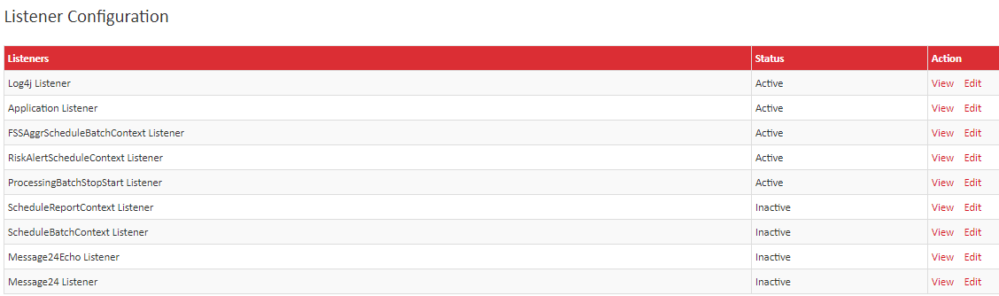 Listener Configuration
Listeners Status Action
Log4j Listener Active View Edit
Application Listener Active View Edit
FSSAggrScheduleBatchContext Listener Active View Edit
RiskAlertScheduleContext Listener Active View Edit
ProcessingBatchStopStart Listener Active View Edit
ScheduleReportContext Listener Inactive View Edit
ScheduleBatchContext Listener Inactive View Edit
Message24Echo Listener Inactive View Edit
Message24 Listener Inactive View Edit